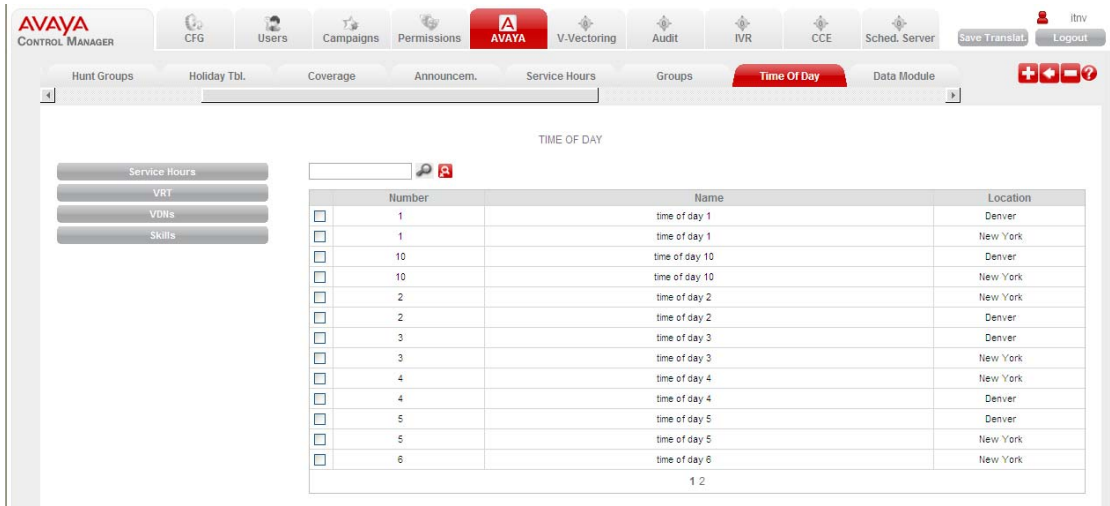 AVAYA
CONTROL MANAGER
CFG Users Campaigns Permissions AVAYA V-Vectoring Audit IVR CCE Sched. Server
itnv
Save Translat. Logout
Hunt Groups Holiday Tbl. Coverage Announcem. Service Hours Groups Time Of Day Data Module
TIME OF DAY
Service Hours
VRT
VDNs
Skills
Number Name Location
1 time of day 1 Denver
1 time of day 1 New York
10 time of day 10 Denver
10 time of day 10 New York
2 time of day 2 New York
2 time of day 2 Denver
3 time of day 3 Denver
3 time of day 3 New York
4 time of day 4 New York
4 time of day 4 Denver
5 time of day 5 Denver
5 time of day 5 New York
6 time of day 6 New York
1 2